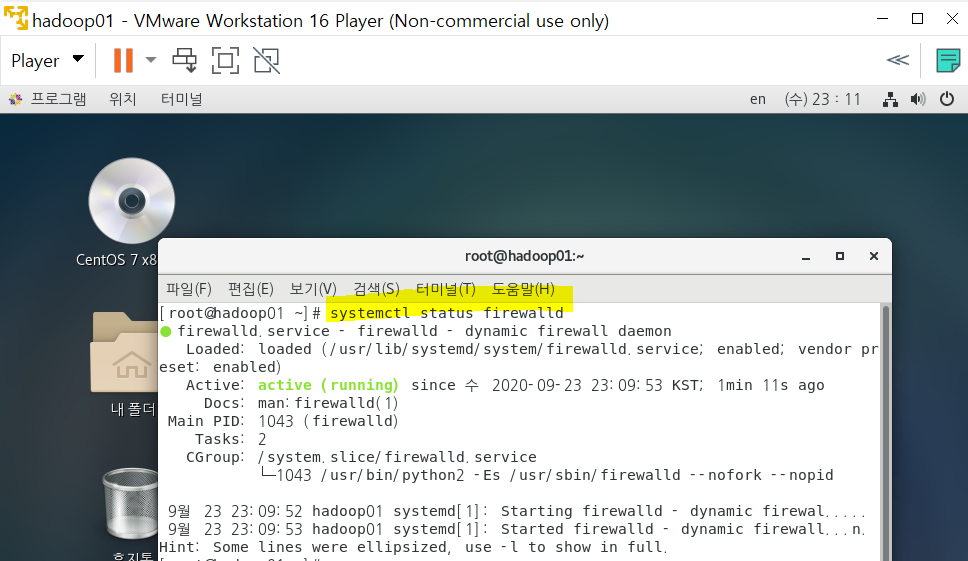 hadoop01 - VMware Workstation 16 Player (Non-commercial use only)
Player
프로그램 위치 터미널 en (수) 23 : 11
CentOS 7 x8
root@hadoop01:~
파일(F) 편집(E) 보기(V) 검색(S) 터미널(T) 도움말(H)
[root@hadoop01 ~]# systemctl status firewalld
● firewalld.service - firewalld - dynamic firewall daemon
Loaded: loaded (/usr/lib/systemd/system/firewalld.service; enabled; vendor pr
eset: enabled)
Active: active (running) since 수 2020-09-23 23:09:53 KST; 1min 11s ago
Docs: man:firewalld(1)
Main PID: 1043 (firewalld)
Tasks: 2
CGroup: /system.slice/firewalld.service
└─1043 /usr/bin/python2 -Es /usr/sbin/firewalld --nofork --nopid
9월 23 23:09:52 hadoop01 systemd[1]: Starting firewalld - dynamic firewal.....
9월 23 23:09:53 hadoop01 systemd[1]: Started firewalld - dynamic firewall...n.
Hint: Some lines were ellipsized, use -l to show in full.
내 폴더